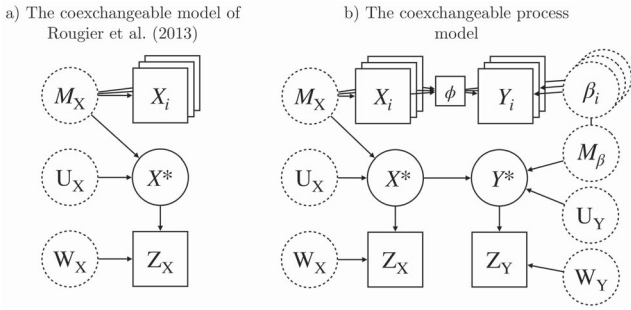 a) The coexchangeable model of
Rougier et al. (2013)
b) The coexchangeable process
model
M_X
X_i
U_X
X*
W_X
Z_X
M_X
X_i
ϕ
Y_i
β_i
M_β
U_X
X*
Y*
U_Y
W_X
Z_X
Z_Y
W_Y